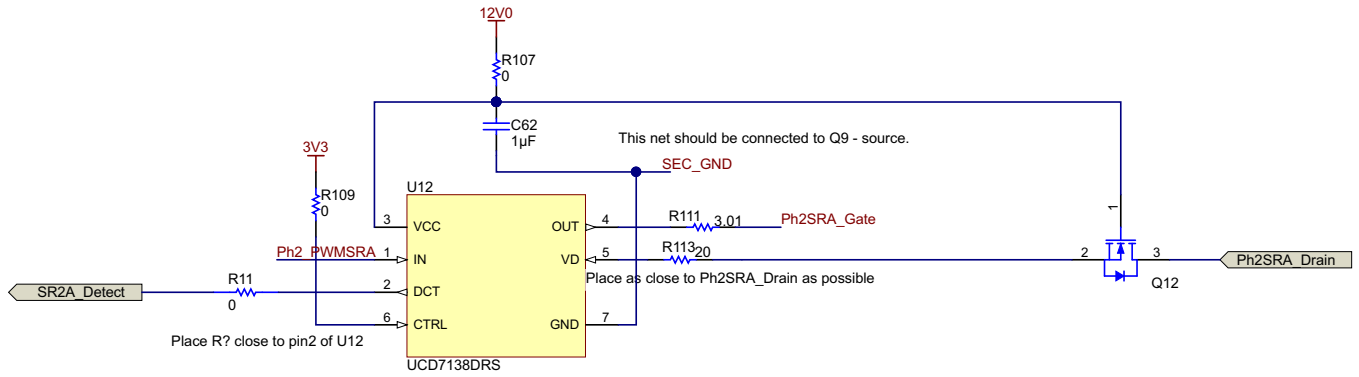 12V0
R107
0
C62
1µF
This net should be connected to Q9 - source.
3V3
SEC_GND
R109
0
U12
1
3
VCC
OUT
4
R111
3.01
Ph2SRA_Gate
Ph2_PWMSRA
1
IN
VD
5
R113
20
2
3
Ph2SRA_Drain
Place as close to Ph2SRA_Drain as possible
Q12
SR2A_Detect
R11
0
2
DCT
6
CTRL
GND
7
Place R? close to pin2 of U12
UCD7138DRS